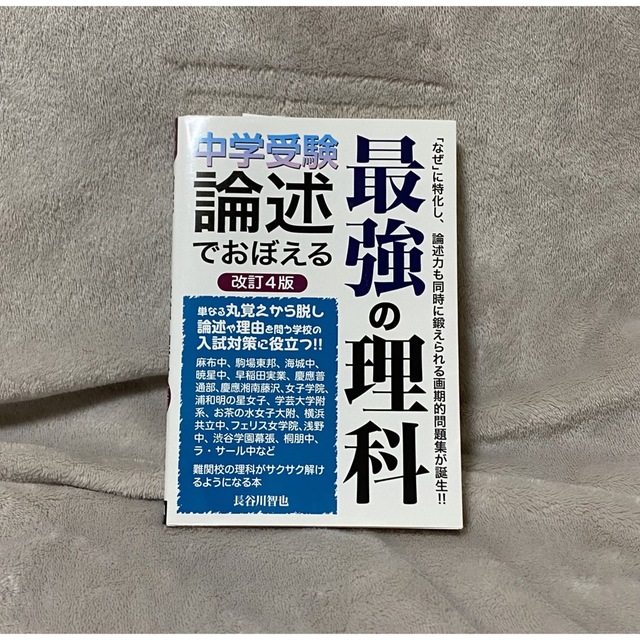 「なぜ」に特化し、論述力も同時に鍛えられる画期的問題集が誕生!!
最強の理科
中学受験
論述
でおぼえる
改訂4版
単なる丸覚えから脱し
論述や理由を問う学校の
入試対策に役立つ!!
麻布中、駒場東邦、海城中、
暁星中、早稲田実業、慶應普
通部、慶應湘南藤沢、女子学院、
浦和明の星女子、学芸大学附
系、お茶の水女子大附、横浜
共立中、フェリス女学院、浅野
中、渋谷学園幕張、桐朋中、
ラ・サール中など
難関校の理科がサクサク解け
るようになる本
長谷川智也